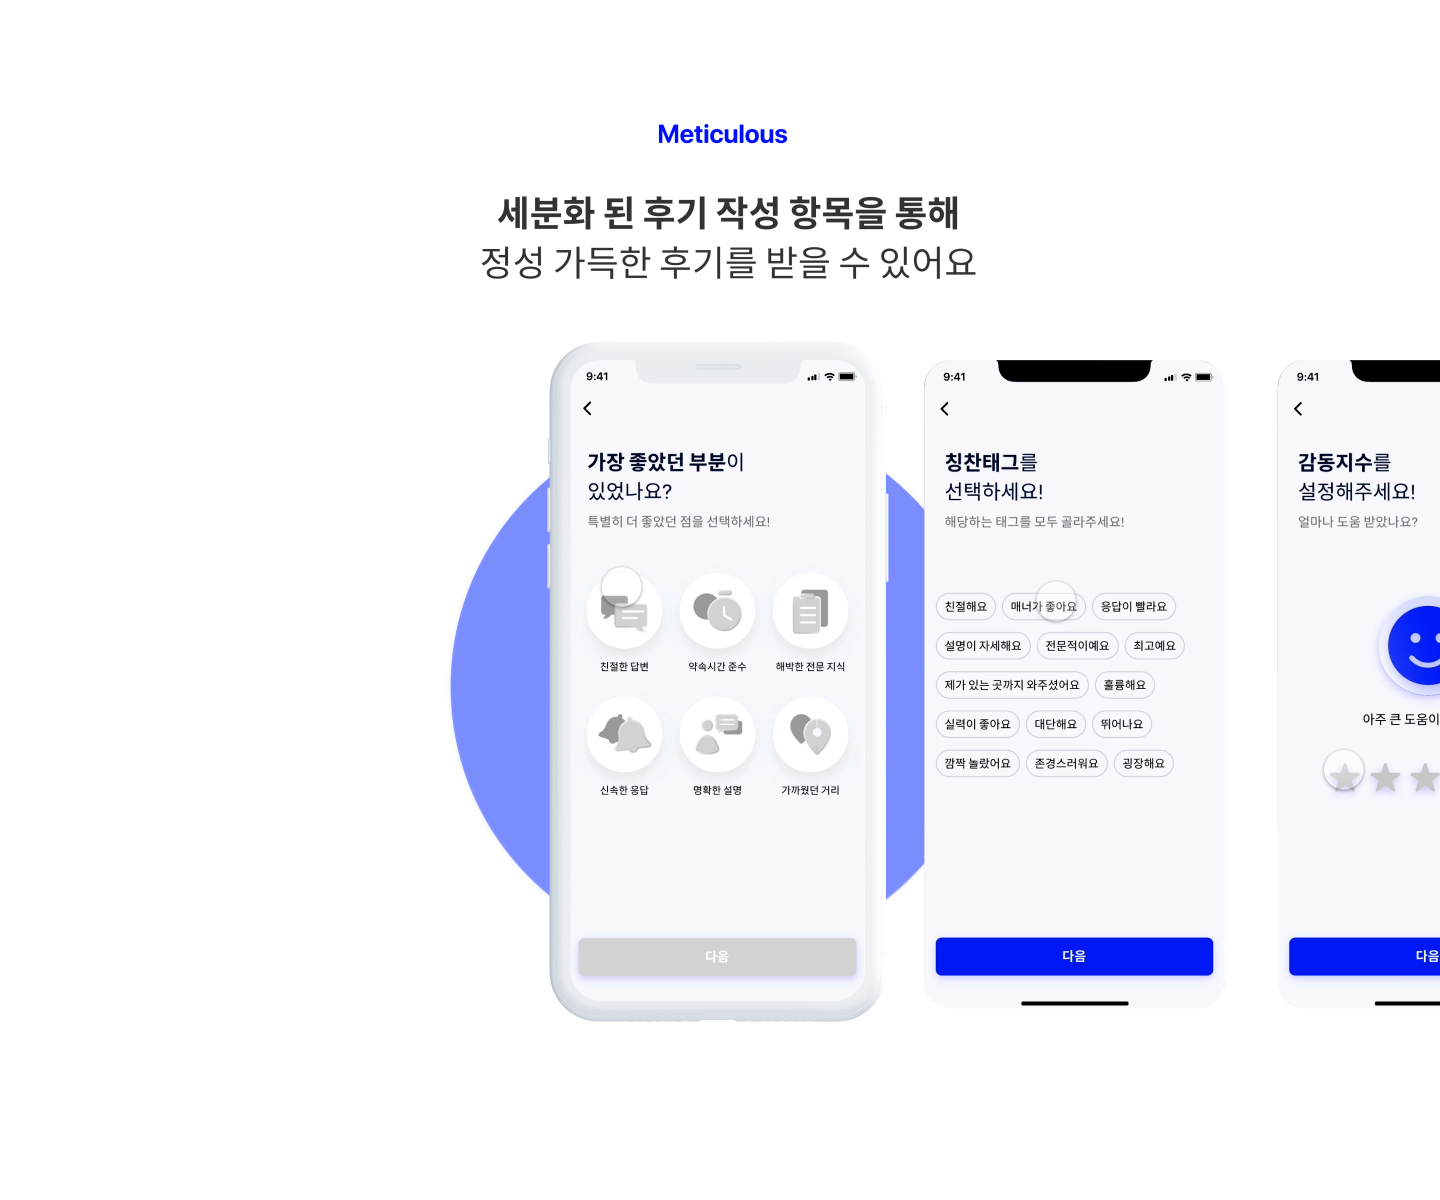 Meticulous
세분화 된 후기 작성 항목을 통해
정성 가득한 후기를 받을 수 있어요
9:41
가장 좋았던 부분이
있었나요?
특별히 더 좋았던 점을 선택하세요!
친절한 답변
약속시간 준수
해박한 전문 지식
신속한 응답
명확한 설명
가까웠던 거리
다음
9:41
칭찬태그를
선택하세요!
해당하는 태그를 모두 골라주세요!
친절해요
매너가 좋아요
응답이 빨라요
설명이 자세해요
전문적이예요
최고예요
제가 있는 곳까지 와주셨어요
훌륭해요
실력이 좋아요
대단해요
뛰어나요
깜짝 놀랐어요
존경스러워요
굉장해요
다음
9:41
감동지수를
설정해주세요!
얼마나 도움 받았나요?
아주 큰 도움이
다음